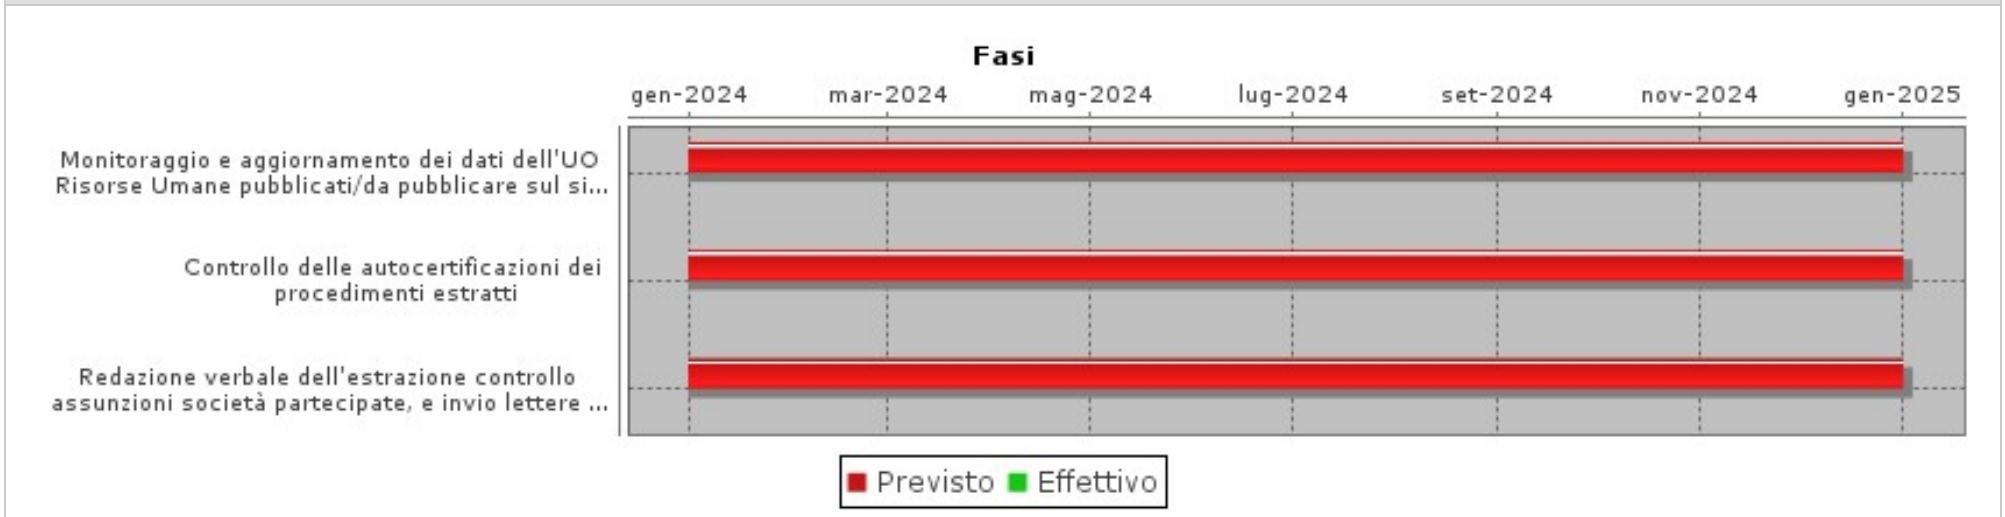 Fasi
gen-2024 mar-2024 mag-2024 lug-2024 set-2024 nov-2024 gen-2025
Monitoraggio e aggiornamento dei dati dell'UO
Risorse Umane pubblicati/da pubblicare sul si...
Controllo delle autocertificazioni dei
procedimenti estratti
Redazione verbale dell'estrazione controllo
assunzioni società partecipate, e invio lettere ...
Previsto Effettivo